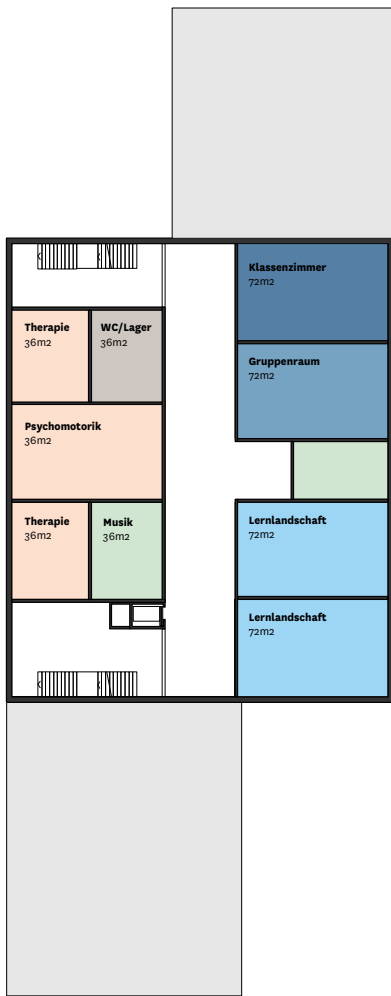 Klassenzimmer
72m2
Therapie
36m2
WC/Lager
36m2
Gruppenraum
72m2
Psychomotorik
36m2
Therapie
36m2
Musik
36m2
Lernlandschaft
72m2
Lernlandschaft
72m2